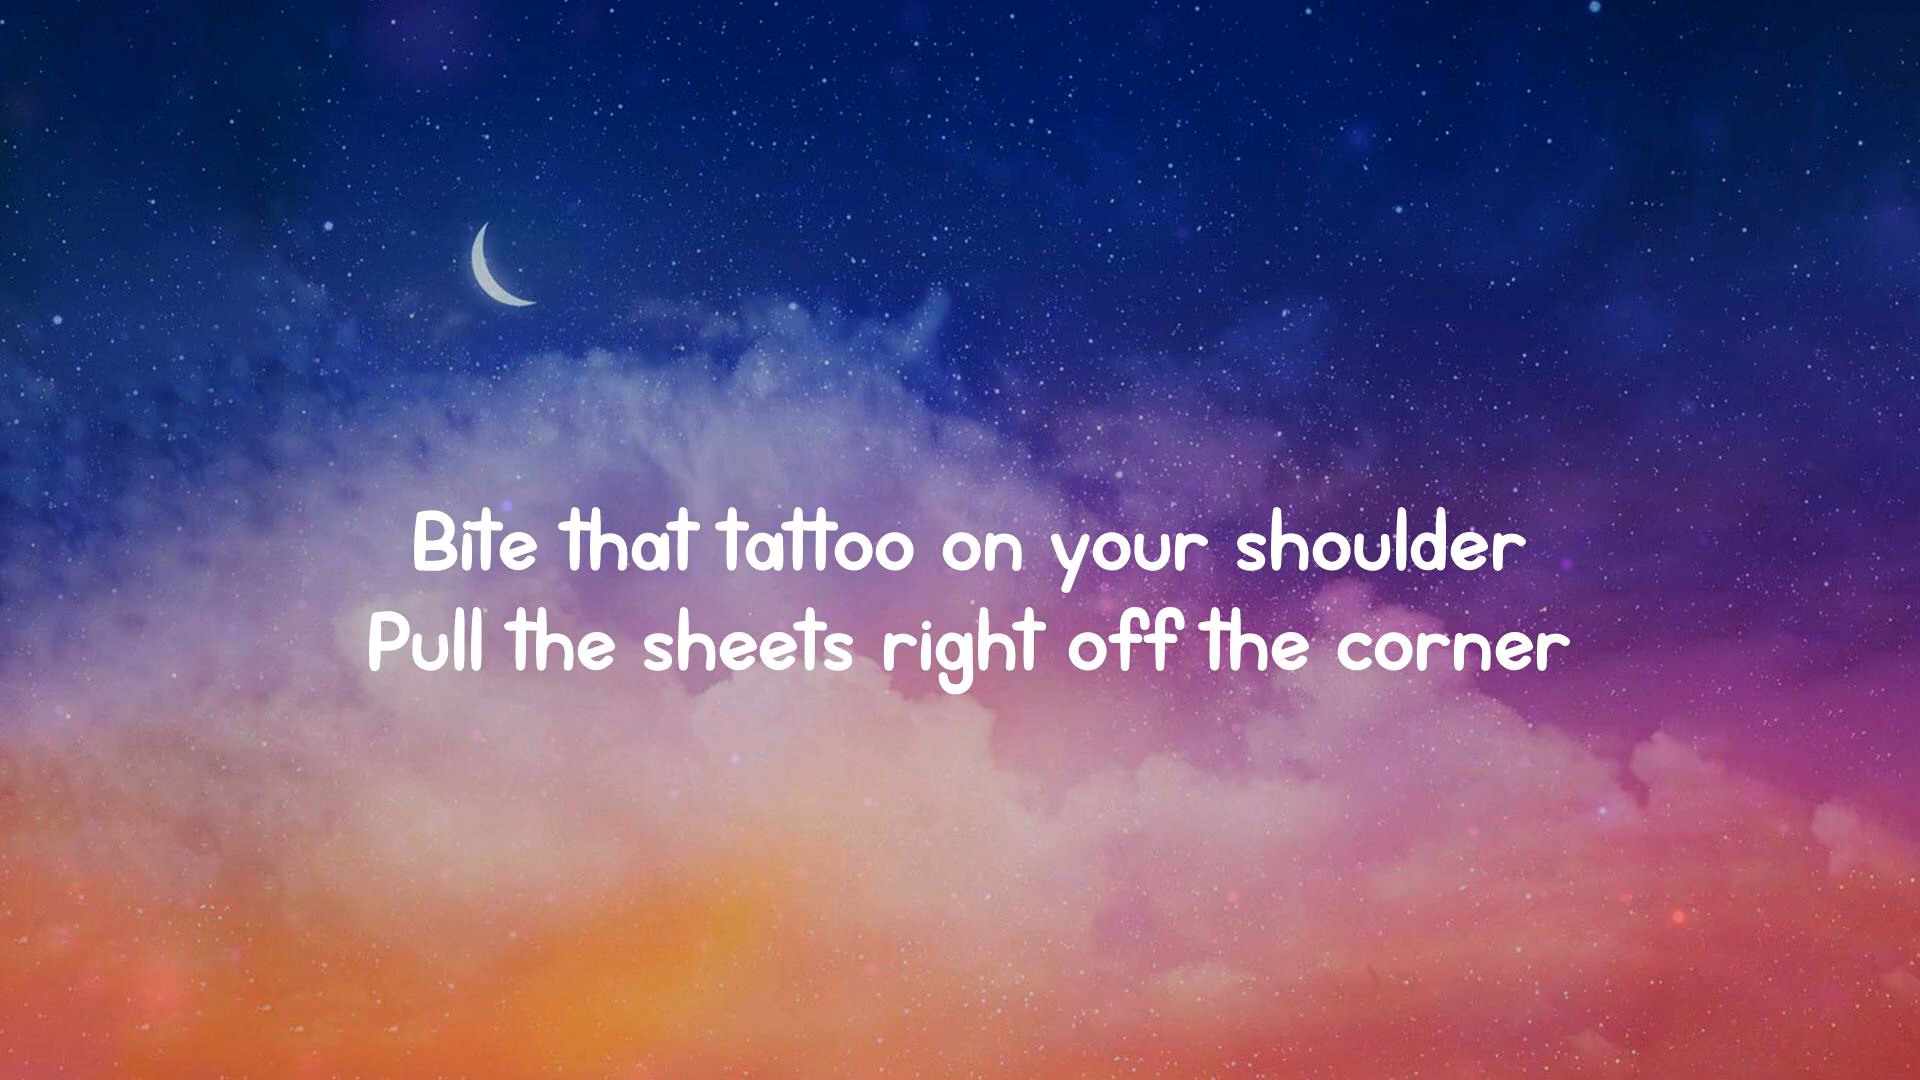 Bite that tattoo on your shoulder
Pull the sheets right off the corner